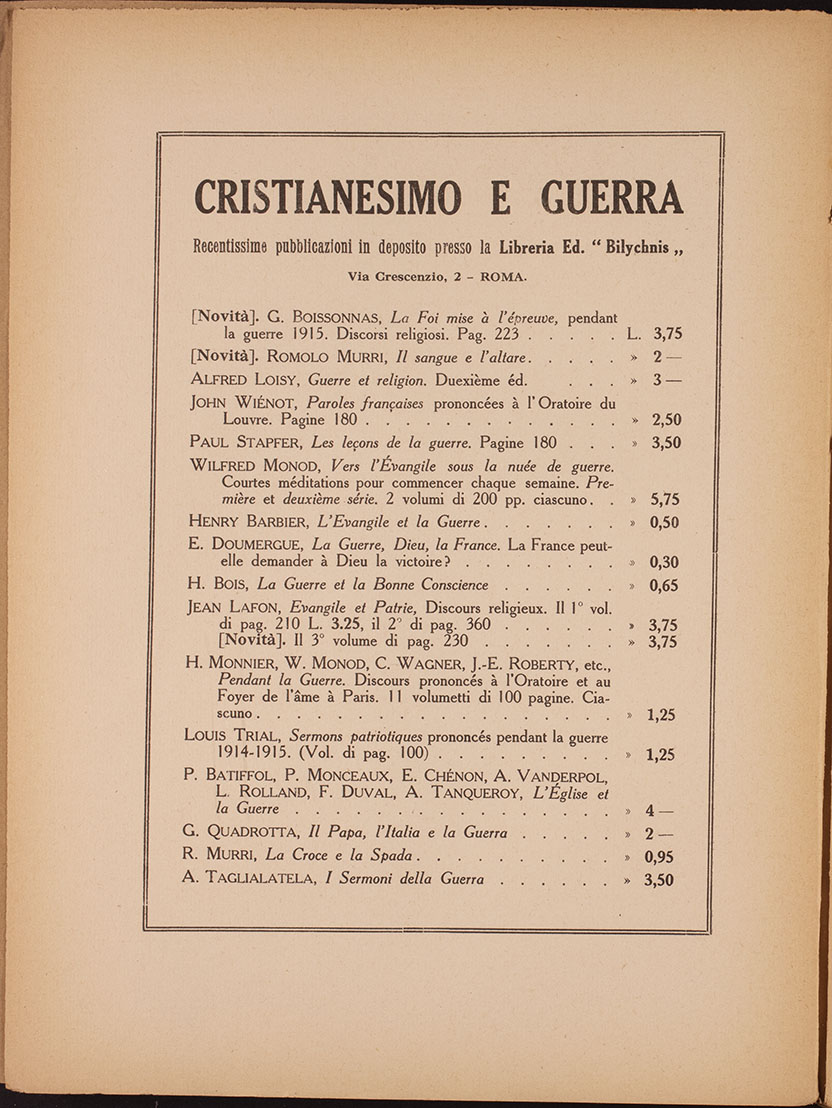 CRISTIANESIMO E GUERRA
Recentissime pubblicazioni in deposito presso la Libreria Ed. “ Bilychnis „
Via Crescenzio, 2 – ROMA.
[Novità]. G. BOISSONNAS, La Foi mise à l'épreuve, pendant
la guerre 1915. Discorsi religiosi. Pag. 223 . . . . . L. 3,75
[Novità]. ROMOLO MURRI, Il sangue e l'altare. . . . . » 2 —
ALFRED LOISY, Guerre et religion. Duexième éd. . . . » 3 —
JOHN WIÉNOT, Paroles françaises prononcées à l'Oratoire du
Louvre. Pagine 180 . . . . . . . . . . . . . » 2,50
PAUL STAPFER, Les leçons de la guerre. Pagine 180 . . . » 3,50
WILFRED MONOD, Vers l'Évangile sous la nuée de guerre.
Courtes méditations pour commencer chaque semaine. Pre-
mière et deuxième série. 2 volumi di 200 pp. ciascuno. . » 5,75
HENRY BARBIER, L'Evangile et la Guerre . . . . . . . » 0,50
E. DOUMERGUE, La Guerre, Dieu, la France. La France peut-
elle demander à Dieu la victoire? . . . . . . . . » 0,30
H. BOIS, La Guerre et la Bonne Conscience . . . . . . » 0,65
JEAN LAFON, Evangile et Patrie, Discours religieux. Il 1° vol.
di pag. 210 L. 3.25, il 2° di pag. 360 . . . . . . » 3,75
[Novità]. Il 3° volume di pag. 230 . . . . . . . » 3,75
H. MONNIER, W. MONOD, C. WAGNER, J.-E. ROBERTY, etc.,
Pendant la Guerre. Discours prononcés à l'Oratoire et au
Foyer de l'âme à Paris. 11 volumetti di 100 pagine. Cia-
scuno . . . . . . . . . . . . . . . . . . » 1,25
LOUIS TRIAL, Sermons patriotiques prononcés pendant la guerre
1914-1915. (Vol. di pag. 100) . . . . . . . . . » 1,25
P. BATIFFOL, P. MONCEAUX, E. CHÉNON, A. VANDERPOL,
L. ROLLAND, F. DUVAL, A. TANQUEROY, L'Église et
la Guerre . . . . . . . . . . . . . . . . » 4 —
G. QUADROTTA, Il Papa, l'Italia e la Guerra . . . . . » 2 —
R. MURRI, La Croce e la Spada . . . . . . . . . . » 0,95
A. TAGLIALATELA, I Sermoni della Guerra . . . . . . » 3,50